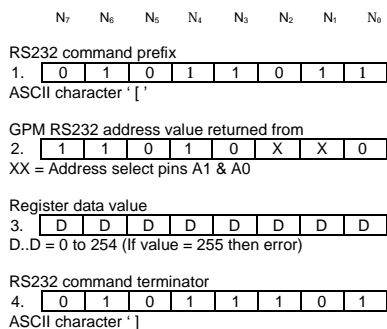 N₇ N₆ N₅ N₄ N₃ N₂ N₁ N₀
RS232 command prefix
1. 0 1 0 1 1 0 1 1
ASCII character ‘ [ ’
GPM RS232 address value returned from
2. 1 1 0 1 0 X X 0
XX = Address select pins A1 & A0
Register data value
3. D D D D D D D D
D..D = 0 to 254 (If value = 255 then error)
RS232 command terminator
4. 0 1 0 1 1 1 0 1
ASCII character ‘ ]